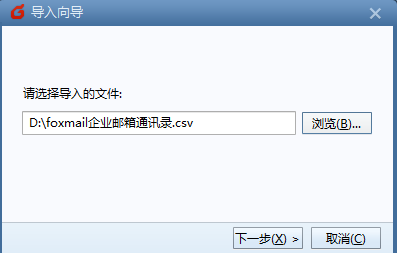 导入向导
请选择导入的文件:
D:\foxmail企业邮箱通讯录.csv
浏览(B)...
下一步(X) >
取消(C)